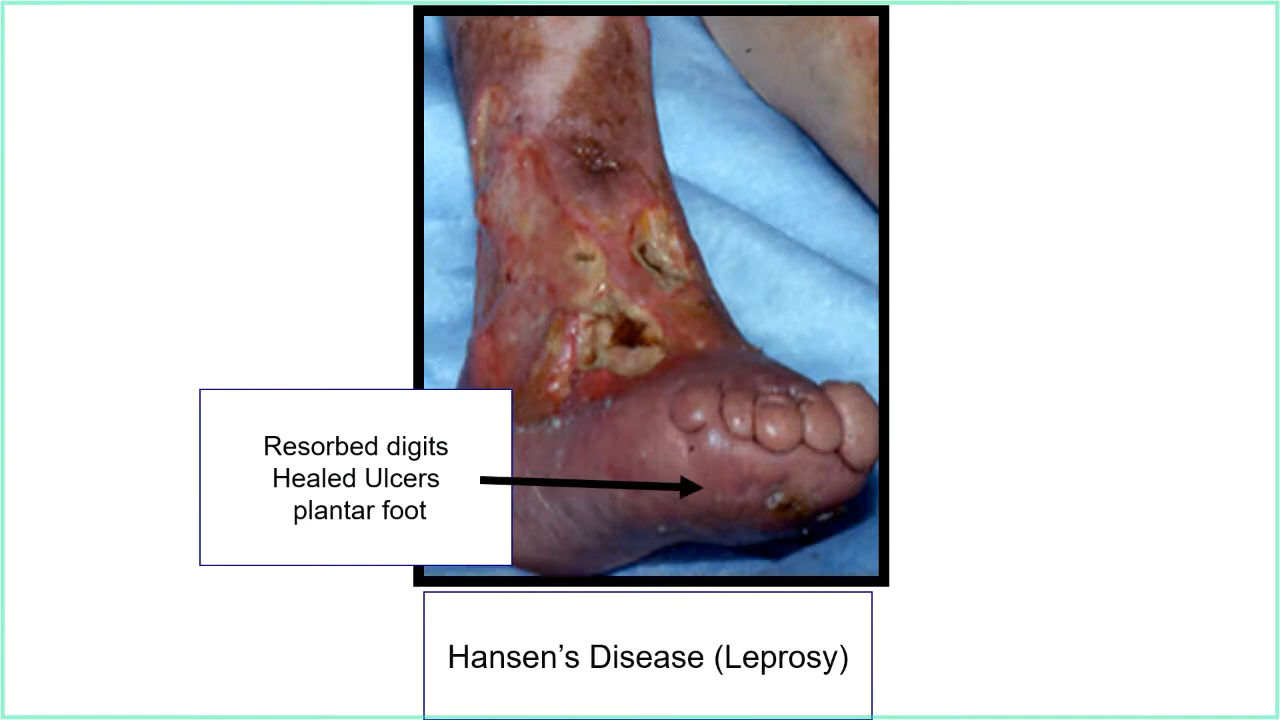 Resorbed digits
Healed Ulcers
plantar foot
Hansen’s Disease (Leprosy)